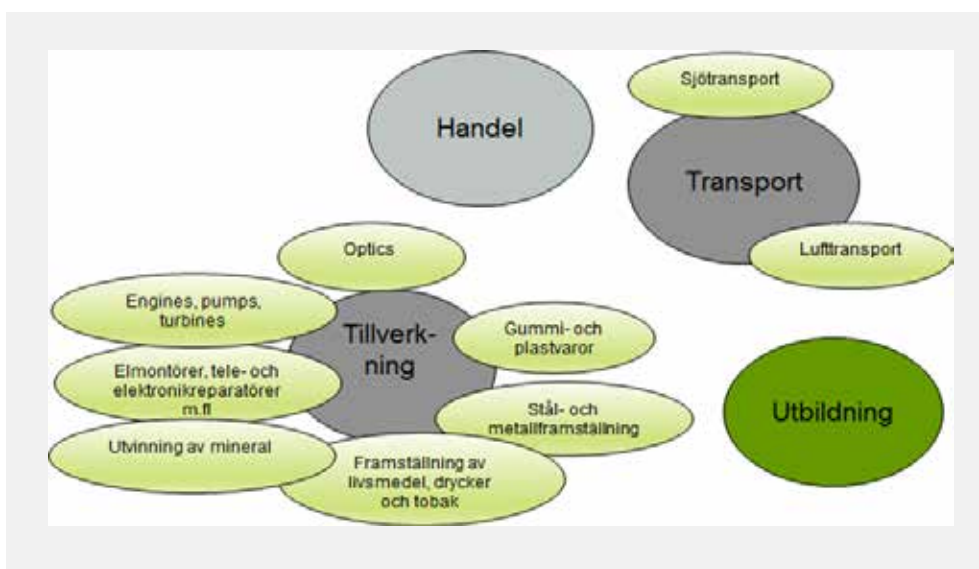 Handel
Sjötransport
Transport
Lufttransport
Optics
Engines, pumps,
turbines
Tillverk-
ning
Gummi- och
plastvaror
Elmontörer, tele- och
elektronikreparatörer
m.fl
Stål- och
metallframställning
Utbildning
Utvinning av mineral
Framställning av
livsmedel, drycker
och tobak